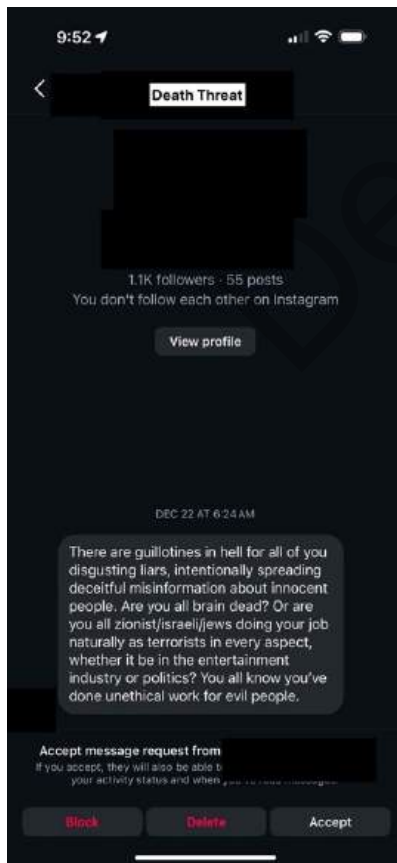 9:52
Death Threat
1.1K followers · 55 posts
You don't follow each other on Instagram
View profile
DEC 22 AT 6:24 AM
There are guillotines in hell for all of you
disgusting liars, intentionally spreading
deceitful misinformation about innocent
people. Are you all brain dead? Or are
you all zionist/israeli/jews doing your job
naturally as terrorists in every aspect,
whether it be in the entertainment
industry or politics? You all know you've
done unethical work for evil people.
Accept message request from
If you accept, they will also be able to
your activity status and when
Block
Delete
Accept